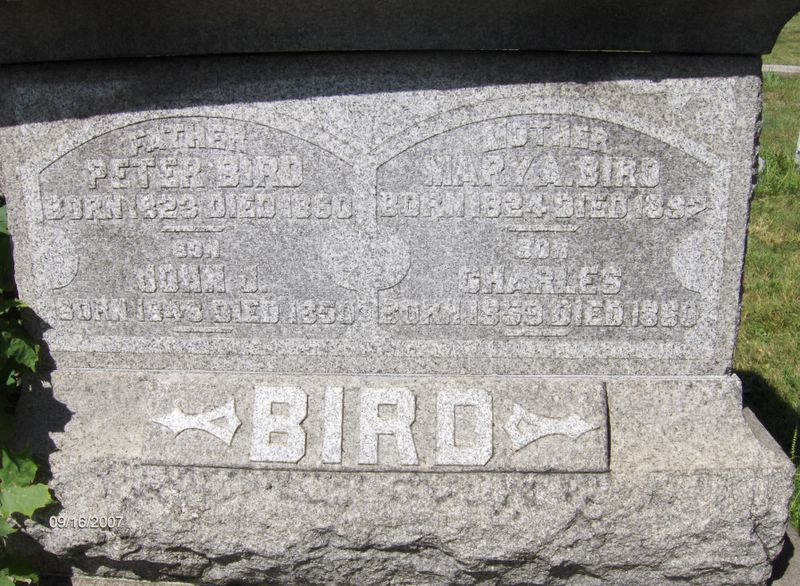 FATHER
PETER BIRD
BORN 1823 DIED 1860
SON
JOHN J.
BORN DIED 1850
MOTHER
MARY A. BIRD
BORN 1824 DIED
SON
CHARLES
BORN 1859 DIED 1860
BIRD
09/16/2007